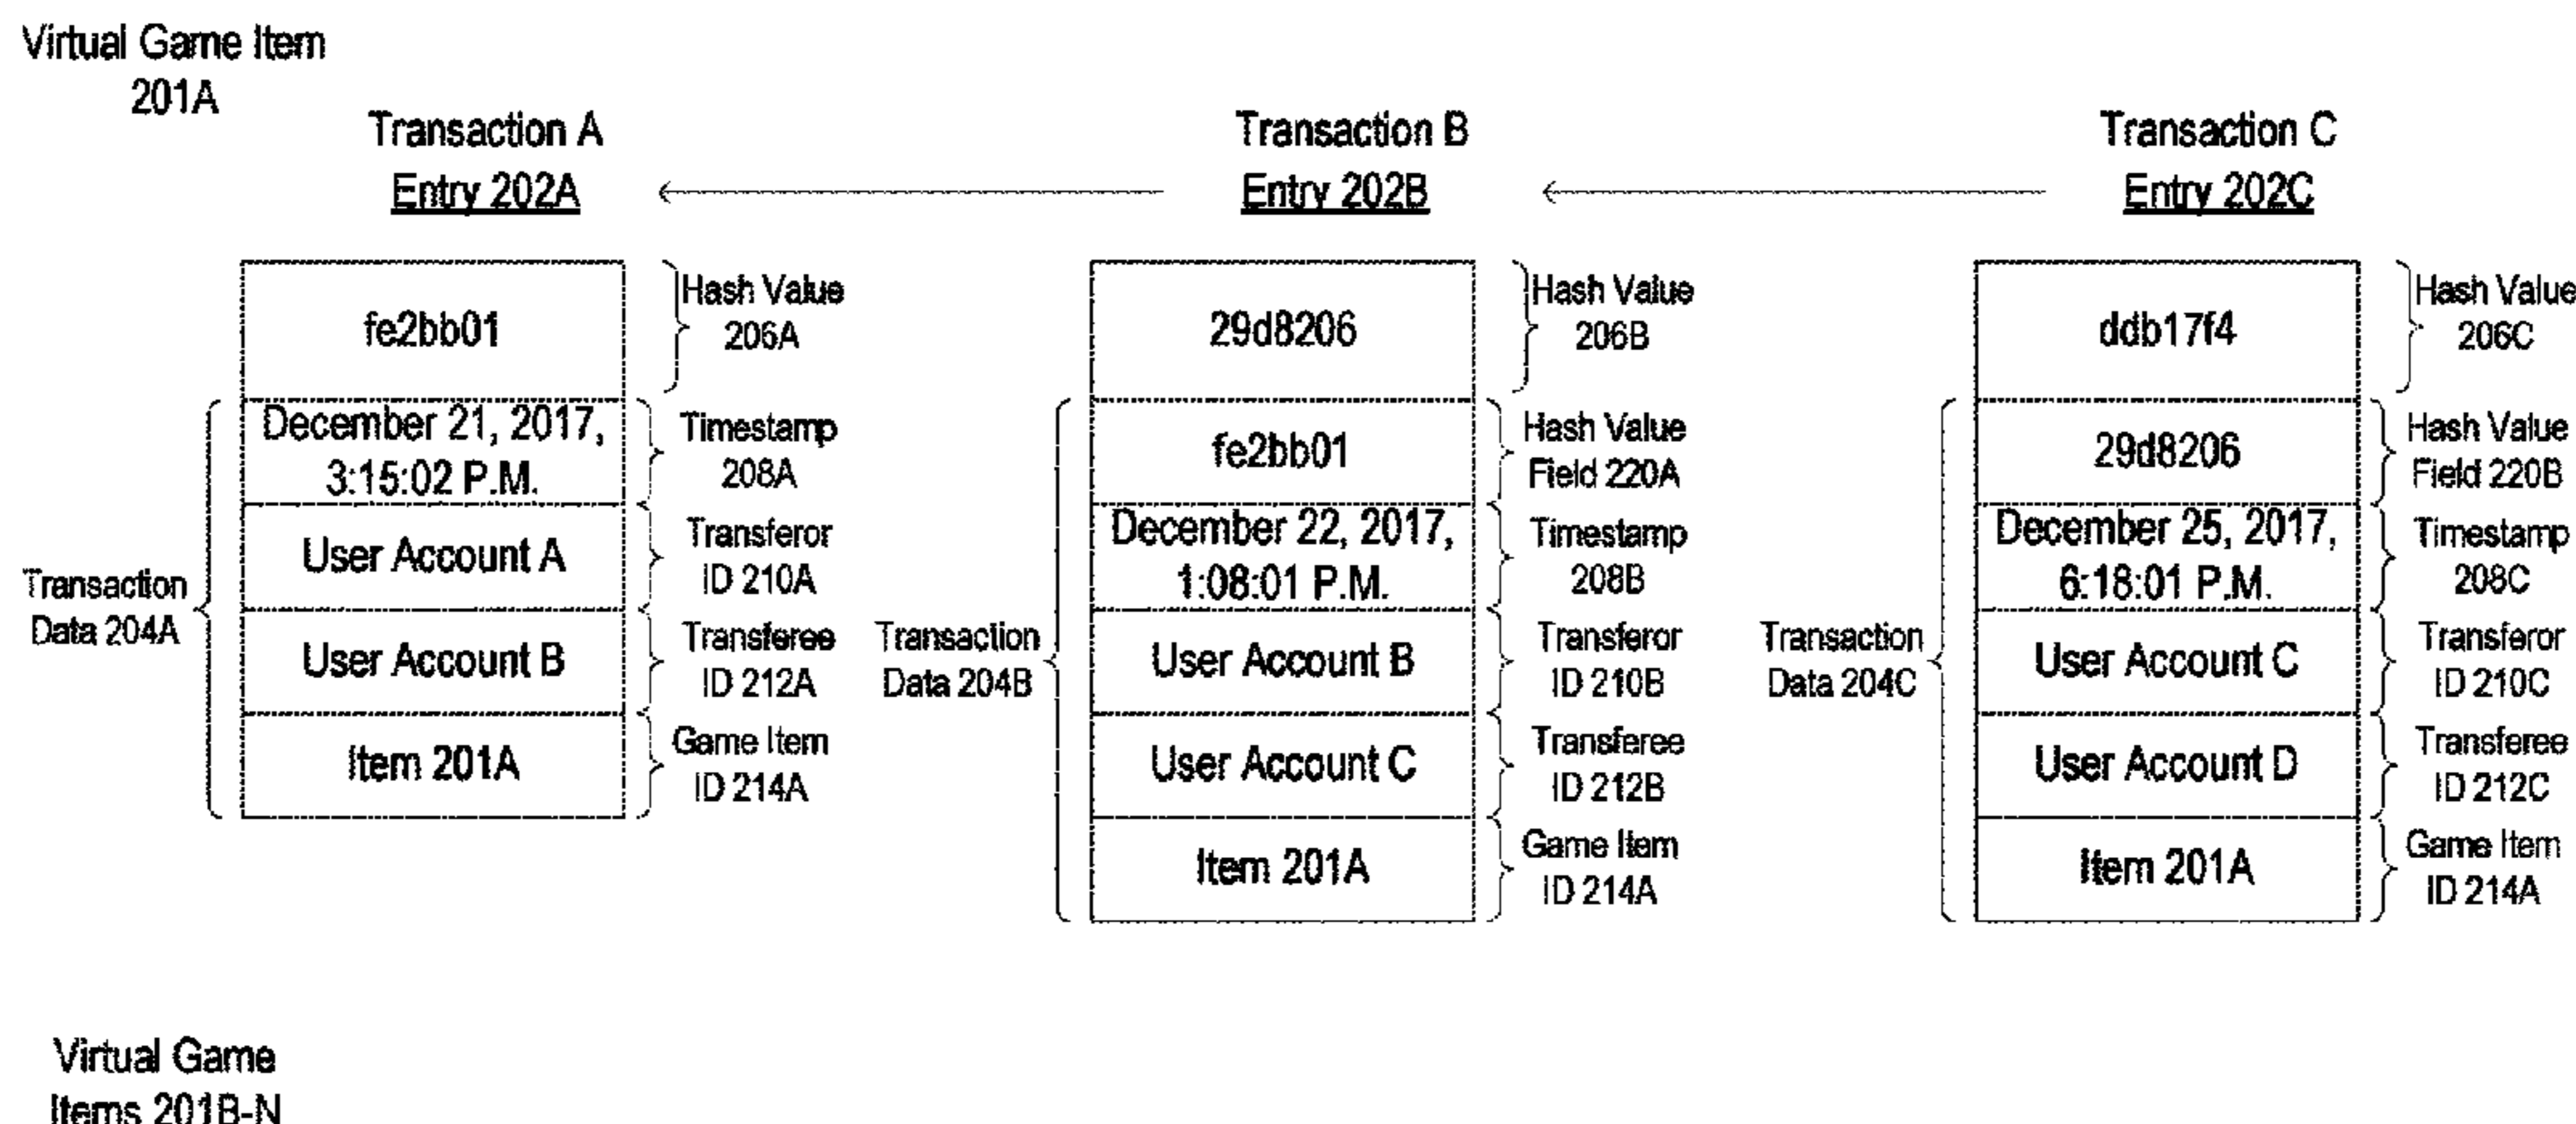 Virtual Game Item
201A
Transaction A
Entry 202A
Transaction B
Entry 202B
Transaction C
Entry 202C
fe2bb01
Hash Value
206A
December 21, 2017,
3:15:02 P.M.
Timestamp
208A
User Account A
Transferor
ID 210A
User Account B
Transferee
ID 212A
Item 201A
Game Item
ID 214A
Transaction
Data 204A
29d8206
Hash Value
206B
fe2bb01
Hash Value
Field 220A
December 22, 2017,
1:08:01 P.M.
Timestamp
208B
User Account B
Transferor
ID 210B
User Account C
Transferee
ID 212B
Item 201A
Game Item
ID 214A
Transaction
Data 204B
ddb17f4
Hash Value
206C
29d8206
Hash Value
Field 220B
December 25, 2017,
6:18:01 P.M.
Timestamp
208C
User Account C
Transferor
ID 210C
User Account D
Transferee
ID 212C
Item 201A
Game Item
ID 214A
Transaction
Data 204C
Virtual Game
Items 201B-N